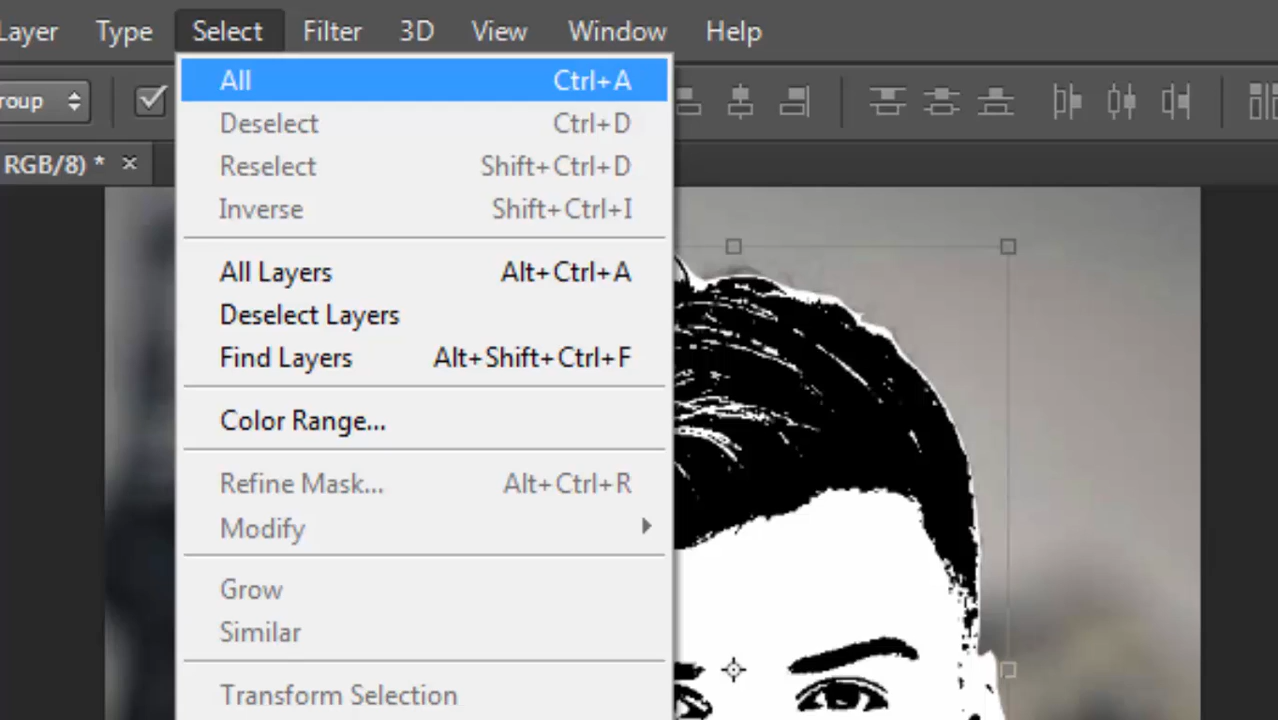 ayer Type Select Filter 3D View Window Help
roup
All Ctrl+A
Deselect Ctrl+D
RGB/8) * ×
Reselect Shift+Ctrl+D
Inverse Shift+Ctrl+I
All Layers Alt+Ctrl+A
Deselect Layers
Find Layers Alt+Shift+Ctrl+F
Color Range...
Refine Mask... Alt+Ctrl+R
Modify
Grow
Similar
Transform Selection